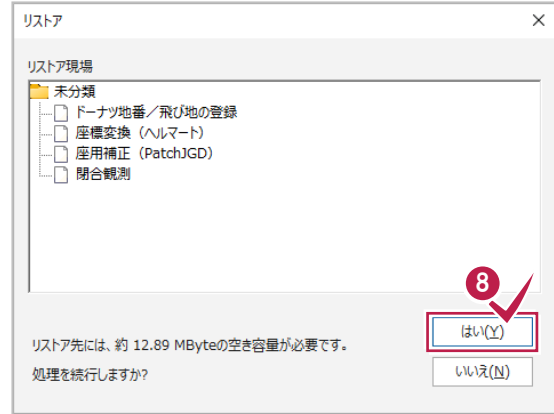 リストア
リストア現場
未分類
ドーナツ地番／飛び地の登録
座標変換（ヘルマート）
座用補正（PatchJGD）
閉合観測
8
はい(Y)
リストア先には、約 12.89 MByteの空き容量が必要です。
処理を続行しますか?
いいえ(N)